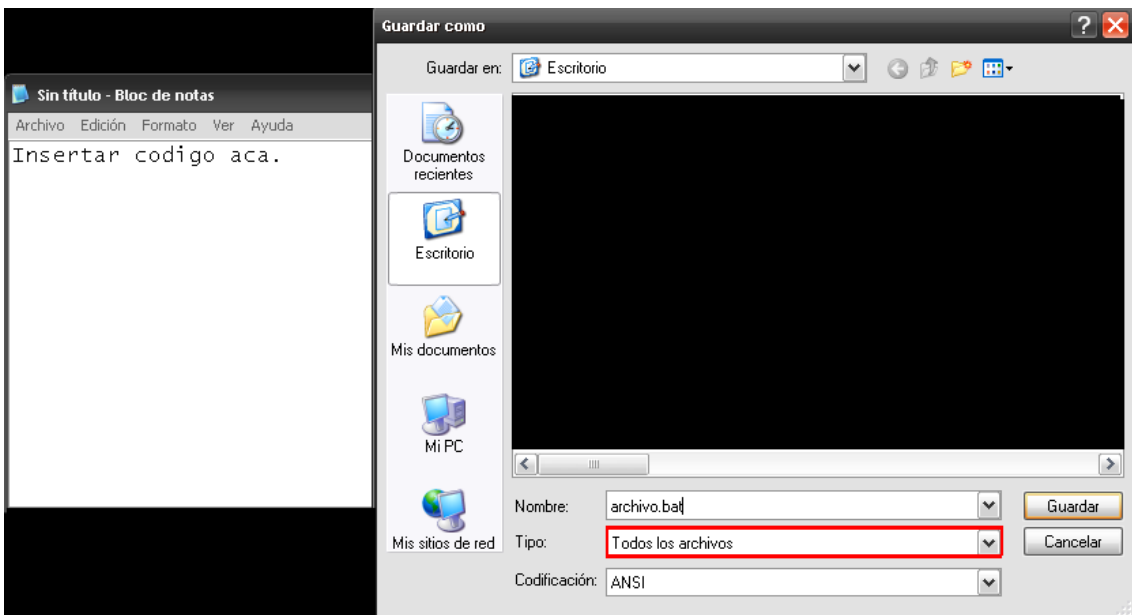 Sin título - Bloc de notas
Archivo Edición Formato Ver Ayuda
Insertar codigo aca.
Guardar como
Guardar en: Escritorio
Documentos
recientes
Escritorio
Mis documentos
Mi PC
Mis sitios de red
Nombre: archivo.bat
Guardar
Tipo: Todos los archivos
Cancelar
Codificación: ANSI